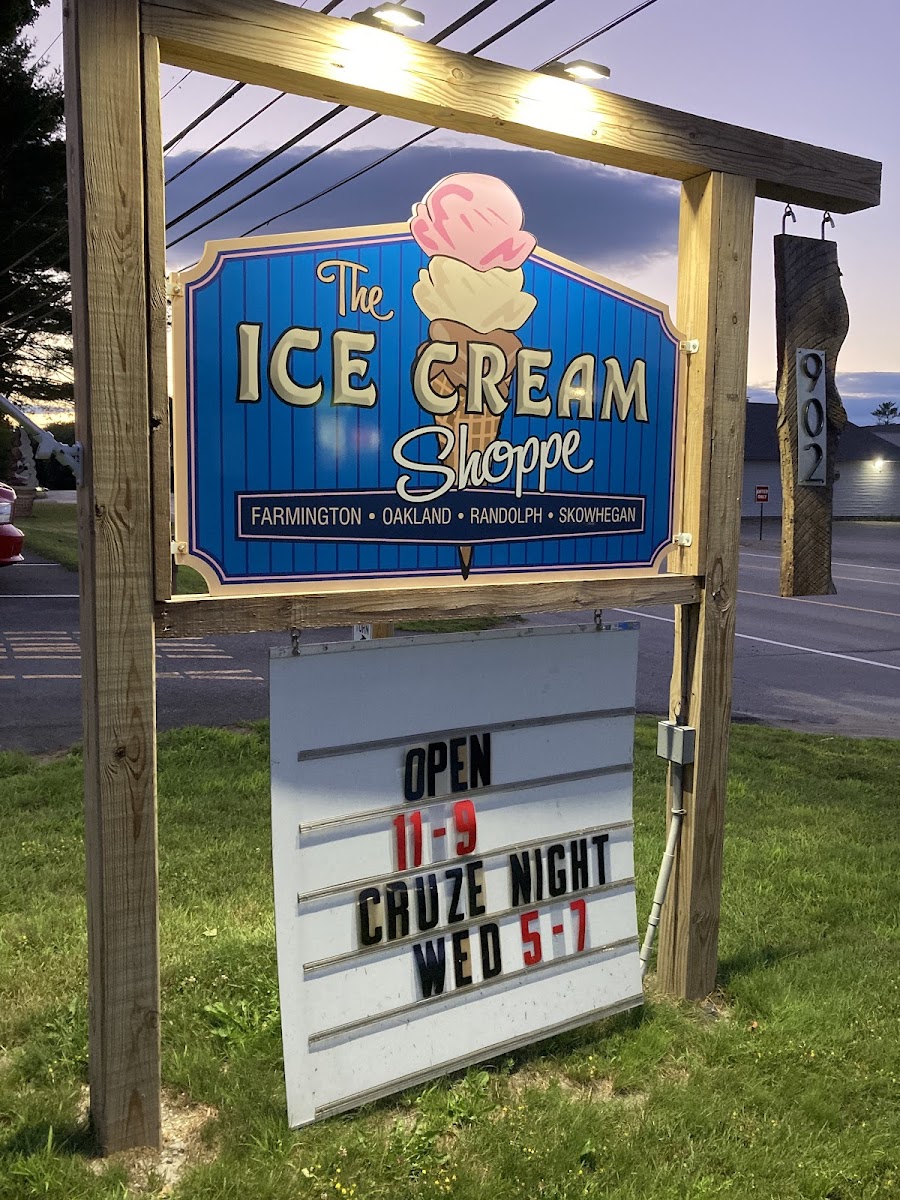 The
ICE CREAM
Shoppe
FARMINGTON • OAKLAND • RANDOLPH • SKOWHEGAN
902
OPEN
11-9
CRUZE NIGHT
WED 5-7